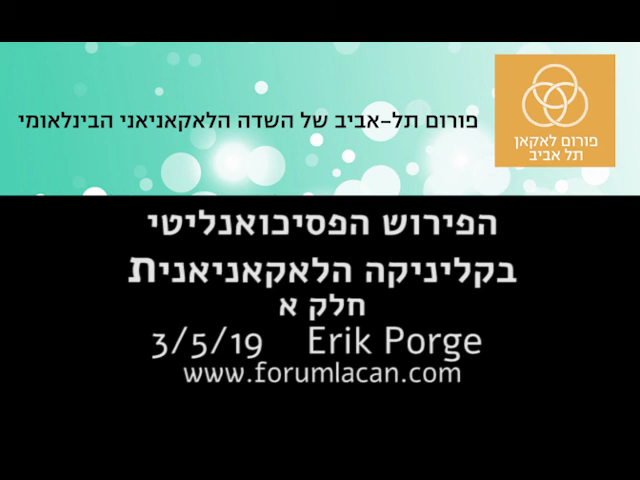 פורום תל-אביב של השדה הלאקאניאני הבינלאומי
פורום לאקאן
תל אביב
הפירוש הפסיכואנליטי
בקליניקה הלאקאניאנית
חלק א
3/5/19 Erik Porge
www.forumlacan.com